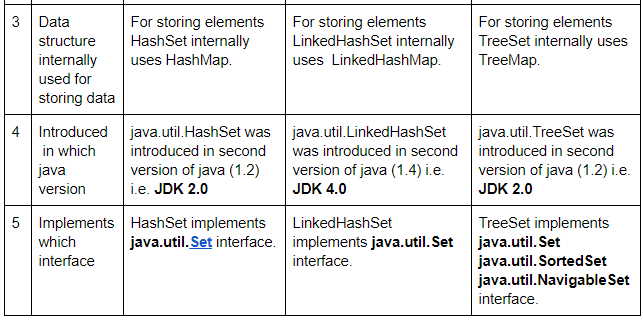 3
Data
structure
internally
used for
storing data
For storing elements
HashSet internally
uses HashMap.
For storing elements
LinkedHashSet internally
uses  LinkedHashMap.
For storing elements
TreeSet internally uses
TreeMap.
4
Introduced
in which
java
version
java.util.HashSet was
introduced in second
version of java (1.2)
i.e. JDK 2.0
java.util.LinkedHashSet
was introduced in second
version of java (1.4) i.e.
JDK 4.0
java.util.TreeSet was
introduced in second
version of java (1.2) i.e.
JDK 2.0
5
Implements
which
interface
HashSet implements
java.util.Set interface.
LinkedHashSet
implements java.util.Set
interface.
TreeSet implements
java.util.Set
java.util.SortedSet
java.util.NavigableSet
interface.